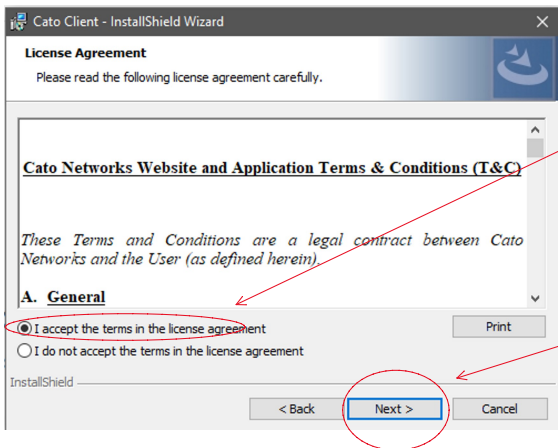 Cato Client - InstallShield Wizard
License Agreement
Please read the following license agreement carefully.
Cato Networks Website and Application Terms & Conditions (T&C)
These Terms and Conditions are a legal contract between Cato
Networks and the User (as defined herein).
A. General
I accept the terms in the license agreement
Print
I do not accept the terms in the license agreement
InstallShield
< Back
Next >
Cancel